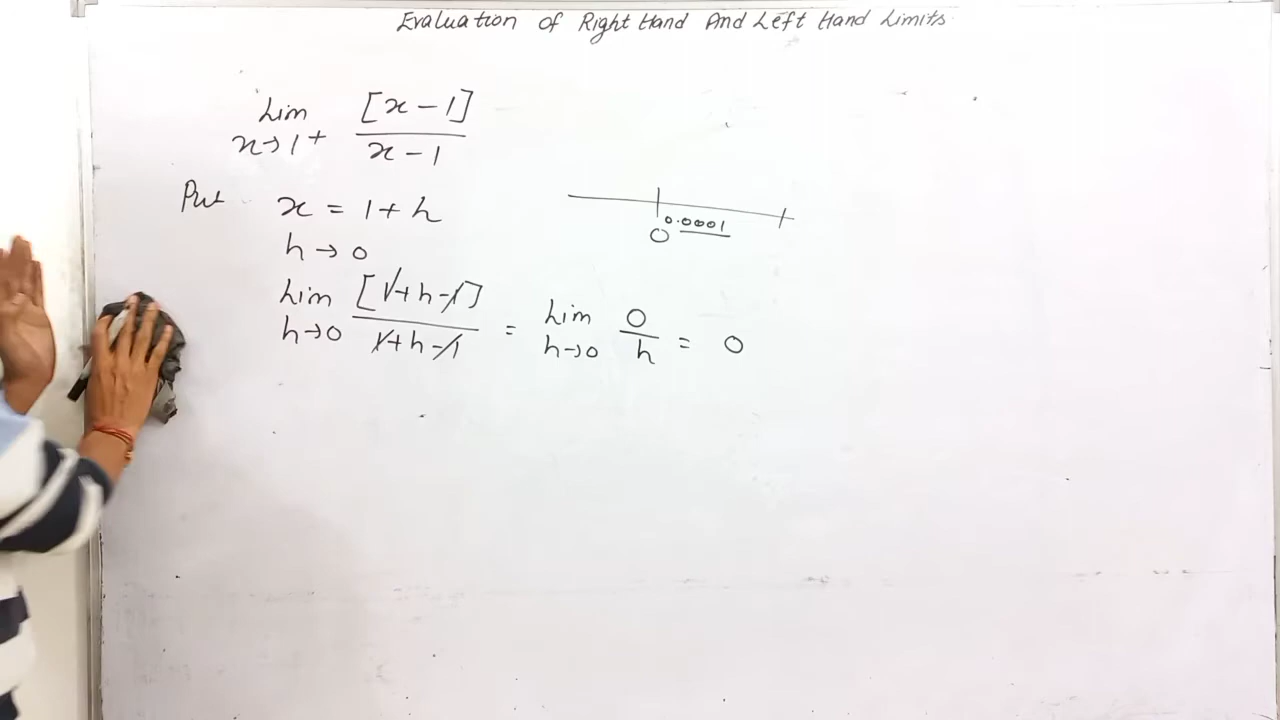 Evaluation of Right Hand And Left Hand Limits
Lim x→1+ [x-1]/x-1
Put x = 1+h
h→0
0.0001
0
Lim h→0 [1+h-1]/1+h-1 = Lim h→0 0/h = 0